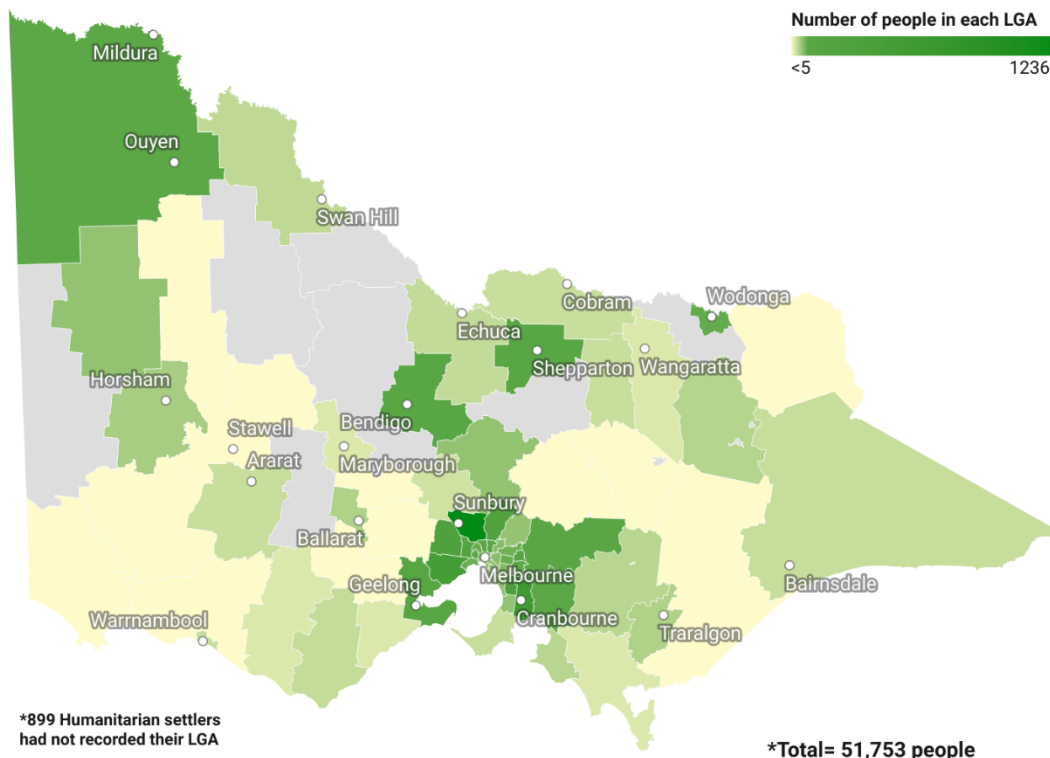 Number of people in each LGA
<5 1236
Mildura
Ouyen
Swan Hill
Cobram
Wodonga
Echuca
Shepparton
Wangaratta
Horsham
Bendigo
Stawell
Maryborough
Ararat
Sunbury
Ballarat
Melbourne
Geelong
Bairnsdale
Cranbourne
Warrnambool
Traralgon
*899 Humanitarian settlers
had not recorded their LGA
*Total= 51,753 people